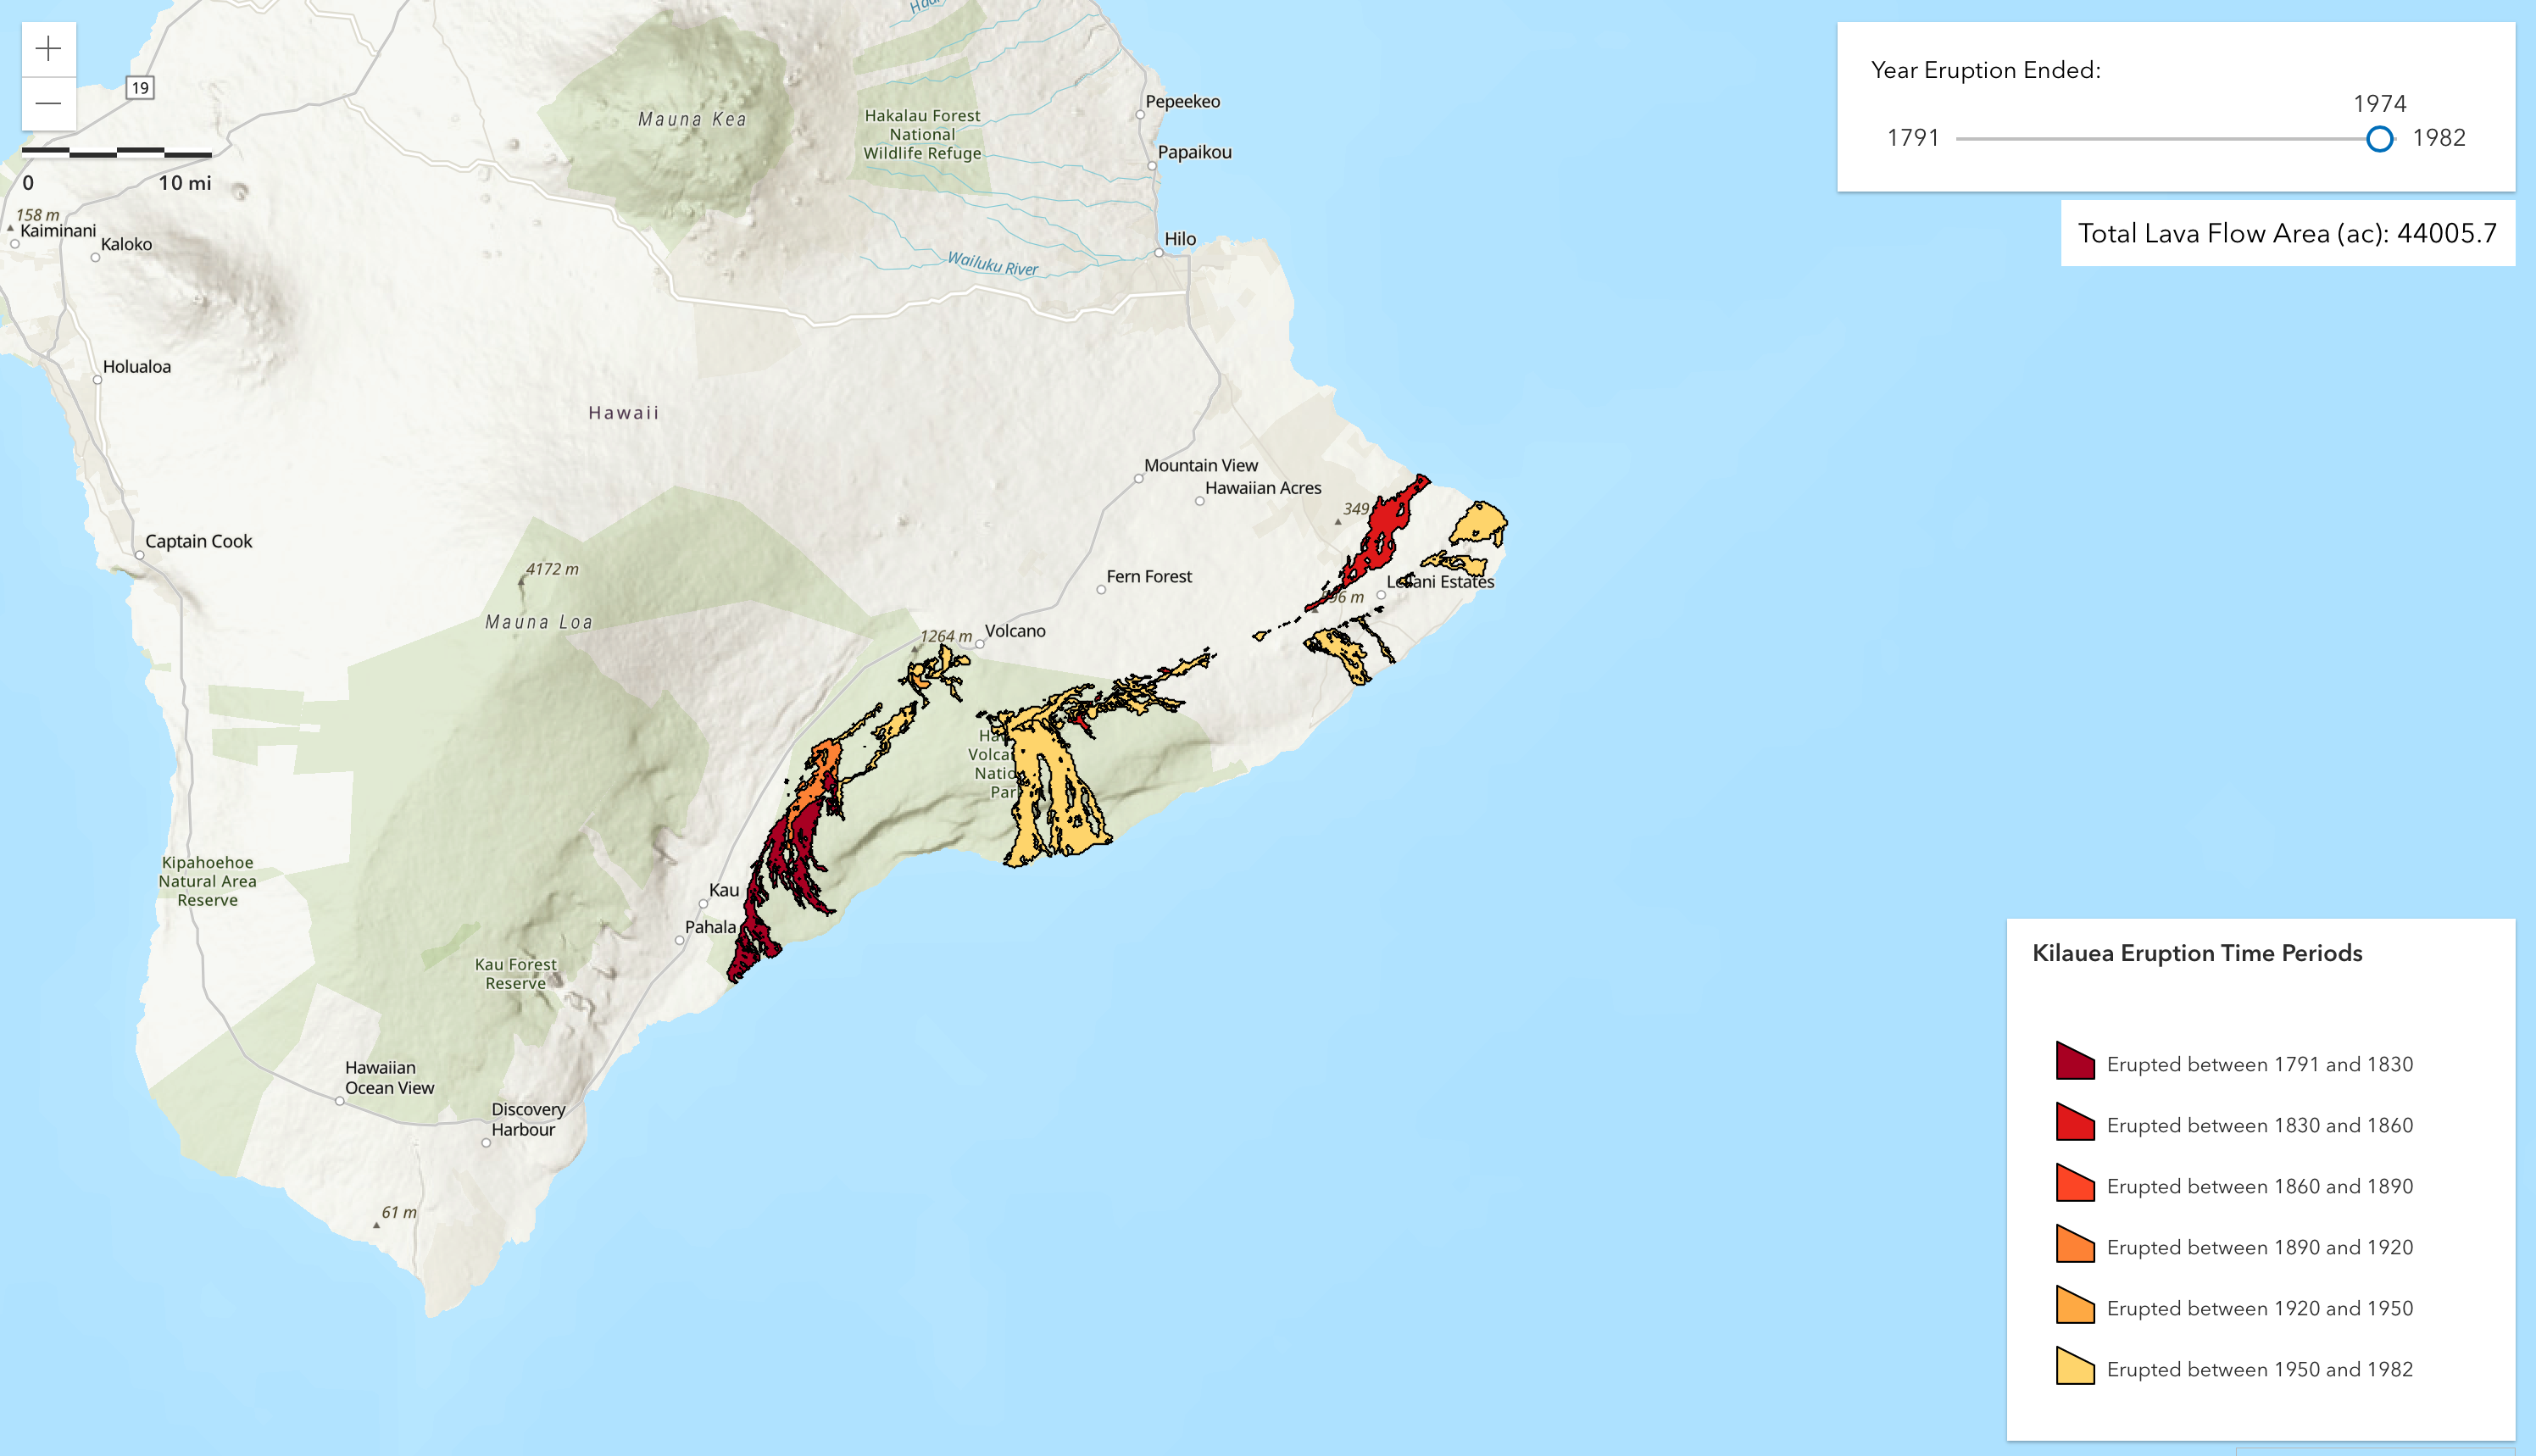 Year Eruption Ended:
1974
1791
1982
Total Lava Flow Area (ac): 44005.7
19
0
10 mi
158 m
Kaiminani
Kaloko
Mauna Kea
Hakalau Forest
National
Wildlife Refuge
Pepeekeo
Papaikou
Hilo
Wailuku River
Holualoa
Hawaii
Mountain View
Hawaiian Acres
349
Captain Cook
4172 m
Fern Forest
Leilani Estates
Mauna Loa
1264 m
Volcano
Kipahoehoe
Natural Area
Reserve
Kau
Pahala
Kau Forest
Reserve
Hawaiian
Ocean View
Discovery
Harbour
61 m
Kilauea Eruption Time Periods
Erupted between 1791 and 1830
Erupted between 1830 and 1860
Erupted between 1860 and 1890
Erupted between 1890 and 1920
Erupted between 1920 and 1950
Erupted between 1950 and 1982